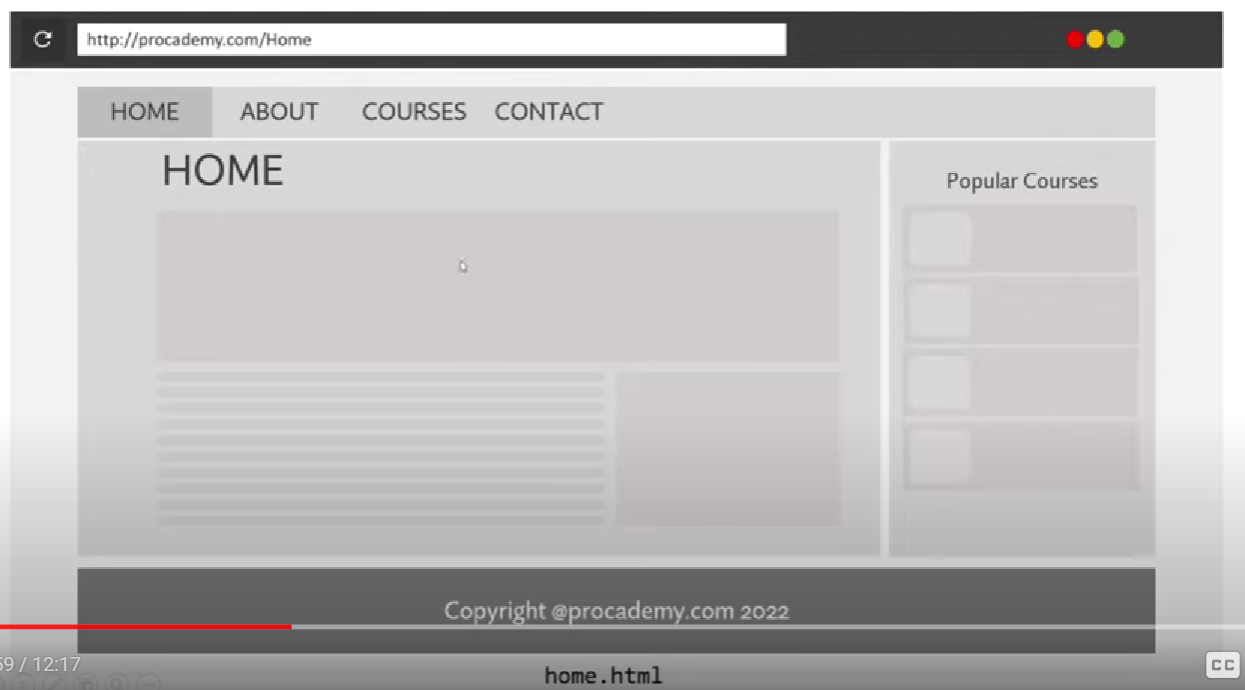 http://procademy.com/Home
HOME ABOUT COURSES CONTACT
HOME
Popular Courses
Copyright @procademy.com 2022
59 / 12:17
CC
home.html